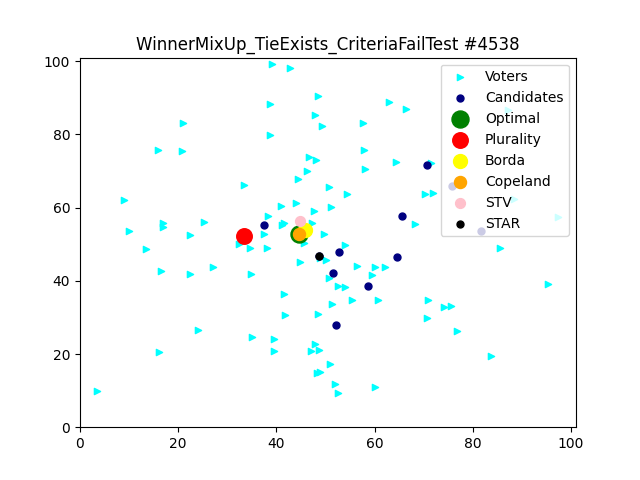 WinnerMixUp_TieExists_CriteriaFailTest #4538
100
80
60
40
20
0
0
20
40
60
80
100
Voters
Candidates
Optimal
Plurality
Borda
Copeland
STV
STAR